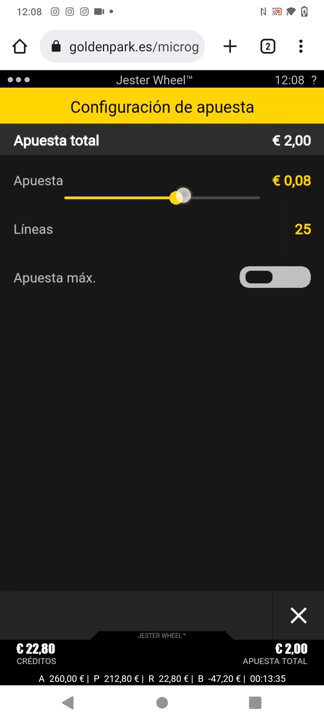 12:08
goldenpark.es/microg
2
Jester Wheel™
12:08 ?
Configuración de apuesta
Apuesta total € 2,00
Apuesta € 0,08
Líneas 25
Apuesta máx.
JESTER WHEEL™
€ 22,80 € 2,00
CRÉDITOS APUESTA TOTAL
A 260,00 € | P 212,80 € | R 22,80 € | B -47,20 € | 00:13:35